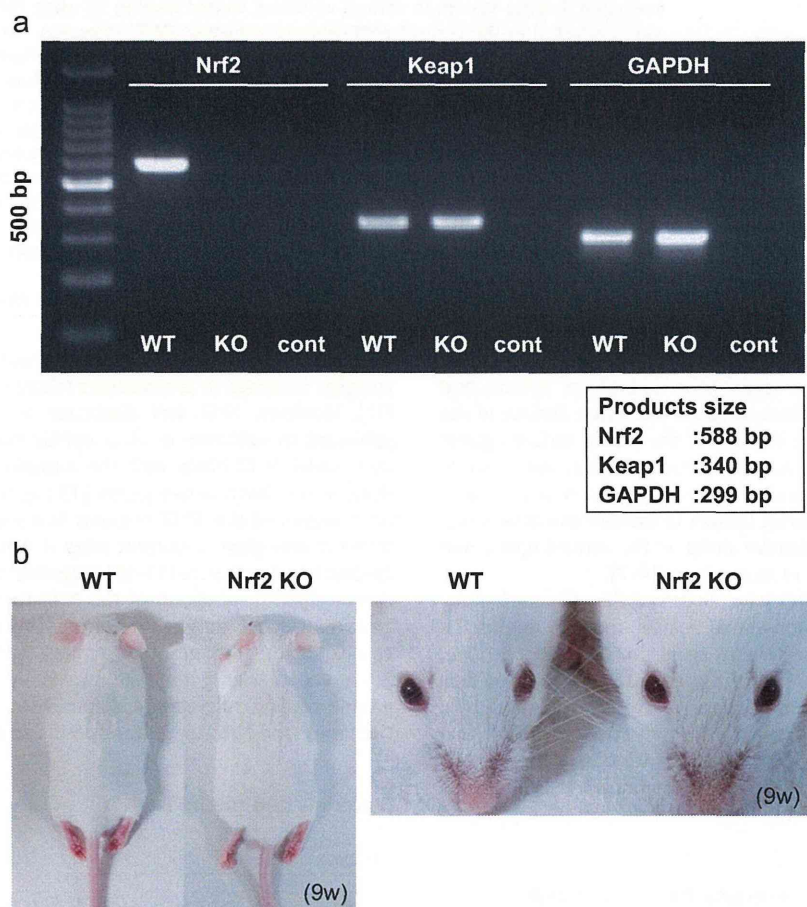 a
Nrf2 Keap1 GAPDH
500 bp
WT KO cont WT KO cont WT KO cont
Products size
Nrf2 :588 bp
Keap1 :340 bp
GAPDH :299 bp
b
WT Nrf2 KO WT Nrf2 KO
(9w) (9w)